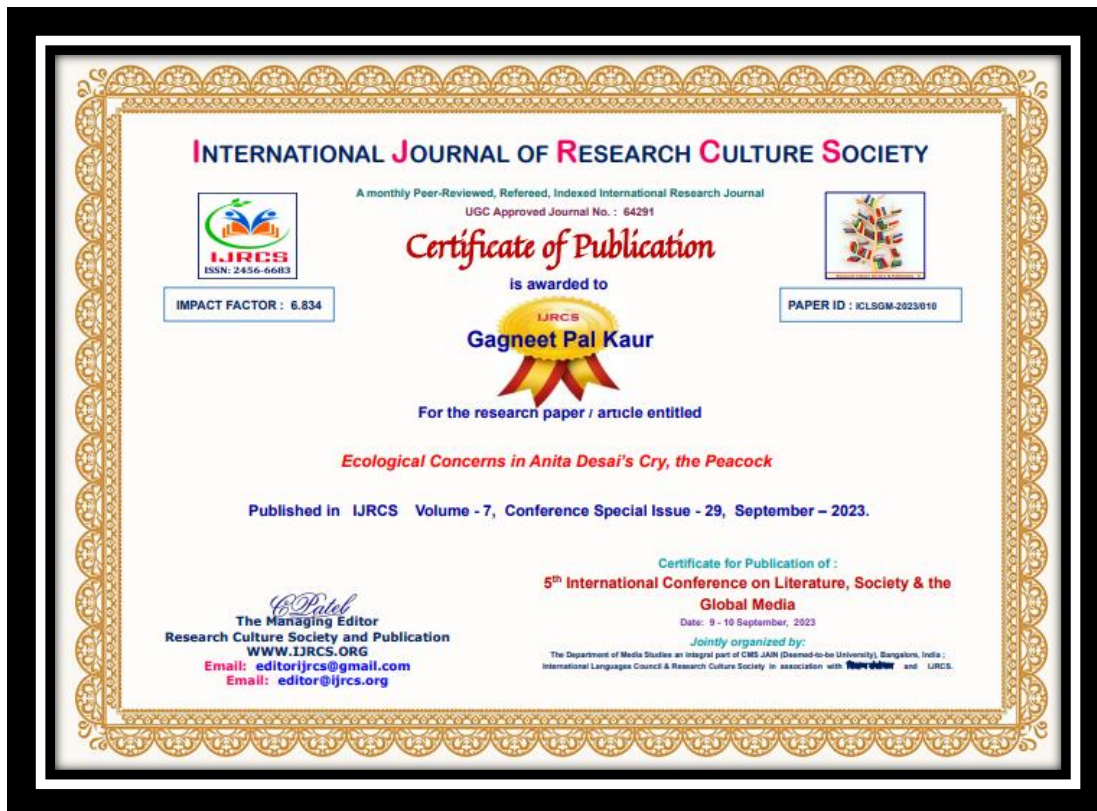 INTERNATIONAL JOURNAL OF RESEARCH CULTURE SOCIETY
A monthly Peer-Reviewed, Refereed, Indexed International Research Journal
UGC Approved Journal No. : 64291
IJRCS
ISSN: 2456-6683
Certificate of Publication
is awarded to
IMPACT FACTOR : 6.834
PAPER ID : ICLSGM-2023/010
IJRCS
Gagneet Pal Kaur
For the research paper / article entitled
Ecological Concerns in Anita Desai's Cry, the Peacock
Published in IJRCS Volume - 7, Conference Special Issue - 29, September – 2023.
Certificate for Publication of :
5th International Conference on Literature, Society & the
Global Media
Date: 9 - 10 September, 2023
Jointly organized by:
The Department of Media Studies an integral part of CMS JAIN (Deemed-to-be University), Bangalore, India ;
International Languages Council & Research Culture Society in association with and IJRCS.
CPatel
The Managing Editor
Research Culture Society and Publication
WWW.IJRCS.ORG
Email: editorijrcs@gmail.com
Email: editor@ijrcs.org